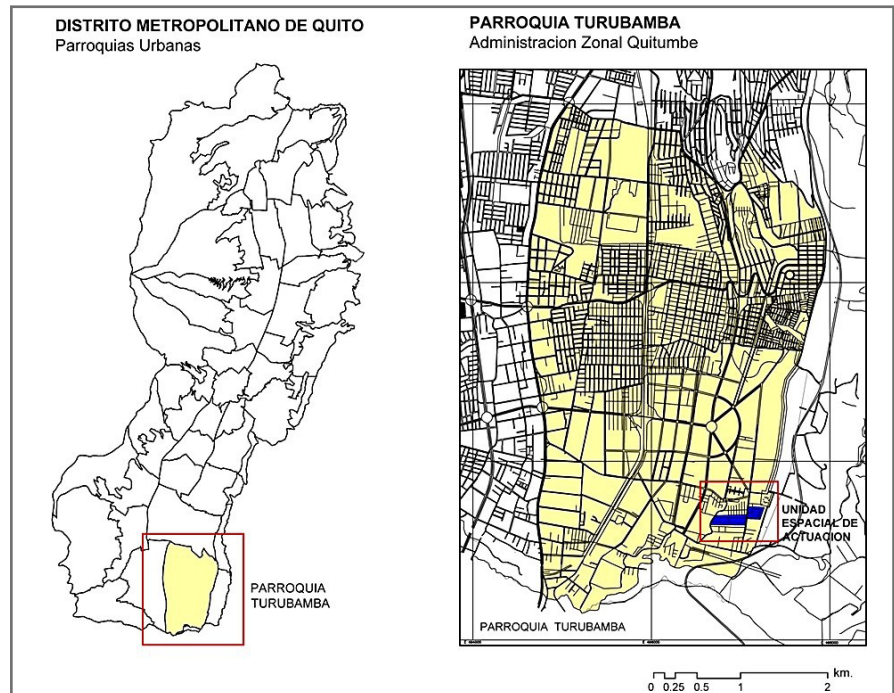 DISTRITO METROPOLITANO DE QUITO
Parroquias Urbanas
PARROQUIA
TURUBAMBA
PARROQUIA TURUBAMBA
Administracion Zonal Quitumbe
UNIDAD
ESPACIAL DE
ACTUACION
PARROQUIA TURUBAMBA
km.
0 0.25 0.5 1 2